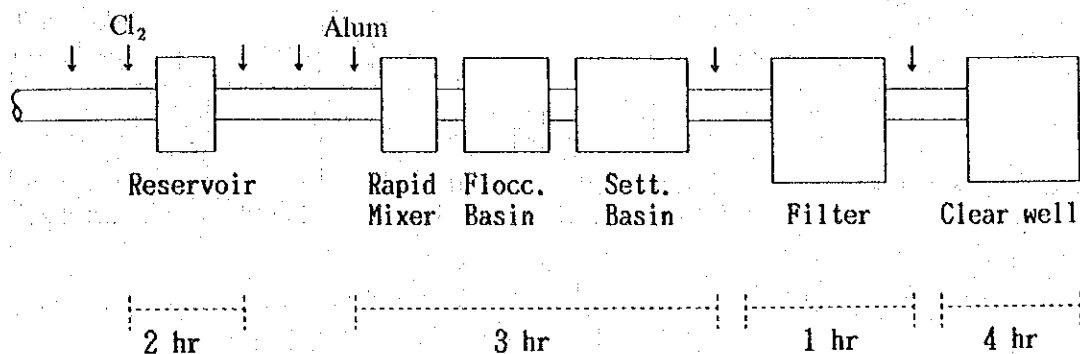 Cl₂ Alum
Reservoir Rapid Mixer Flocc. Basin Sett. Basin Filter Clear well
2 hr 3 hr 1 hr 4 hr